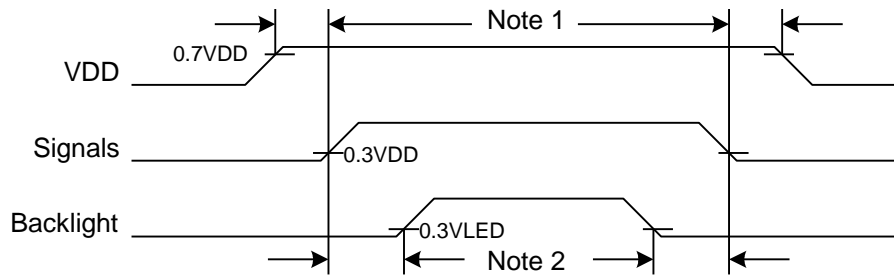 Note 1
0.7VDD
VDD
Signals
0.3VDD
Backlight
0.3VLED
Note 2